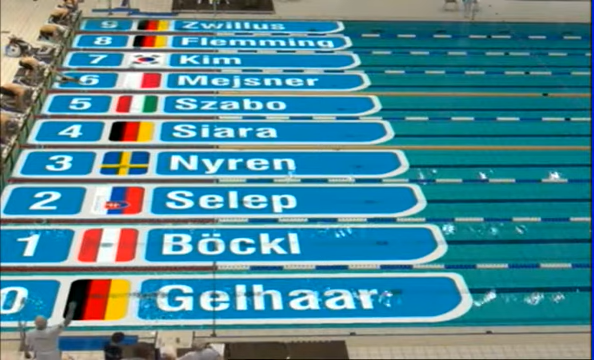 9 Zwillus
8 Flemming
7 Kim
6 Mejsner
5 Szabo
4 Siara
3 Nyren
2 Selep
1 Böckl
0 Gelhaar